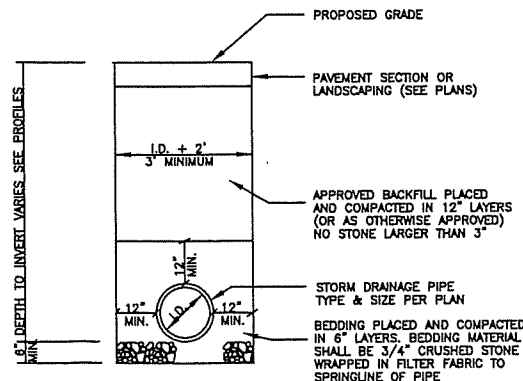 PROPOSED GRADE
PAVEMENT SECTION OR
LANDSCAPING (SEE PLANS)
I.D. + 2'
3' MINIMUM
APPROVED BACKFILL PLACED
AND COMPACTED IN 12" LAYERS
(OR AS OTHERWISE APPROVED)
NO STONE LARGER THAN 3"
12"
MIN.
STORM DRAINAGE PIPE
TYPE & SIZE PER PLAN
12"
MIN.
I.D.
12"
MIN.
BEDDING PLACED AND COMPACTED
IN 6" LAYERS. BEDDING MATERIAL
SHALL BE 3/4" CRUSHED STONE
WRAPPED IN FILTER FABRIC TO
SPRINGLINE OF PIPE
DEPTH TO INVERT VARIES SEE PROFILES
6"
MIN.